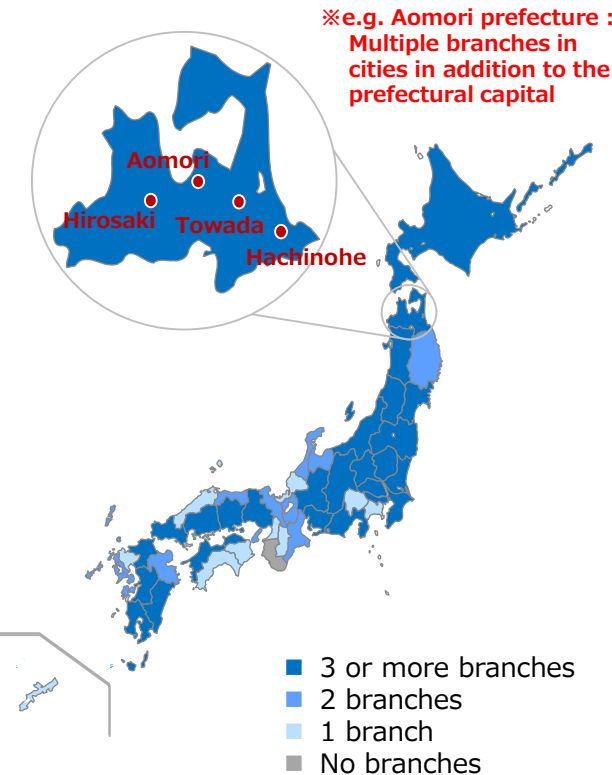 ※e.g. Aomori prefecture :
Multiple branches in
cities in addition to the
prefectural capital
Aomori
Hirosaki
Towada
Hachinohe
3 or more branches
2 branches
1 branch
No branches